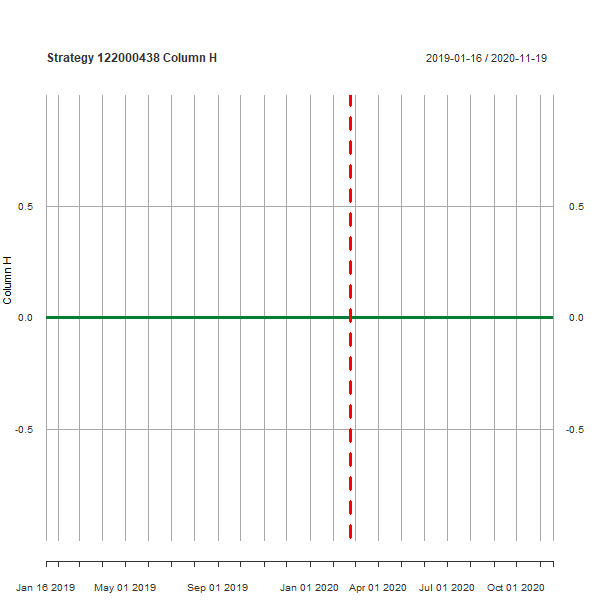 Strategy 122000438 Column H
2019-01-16 / 2020-11-19
0.5
0.5
Column H
0.0
0.0
-0.5
-0.5
Jan 16 2019
May 01 2019
Sep 01 2019
Jan 01 2020
Apr 01 2020
Jul 01 2020
Oct 01 2020